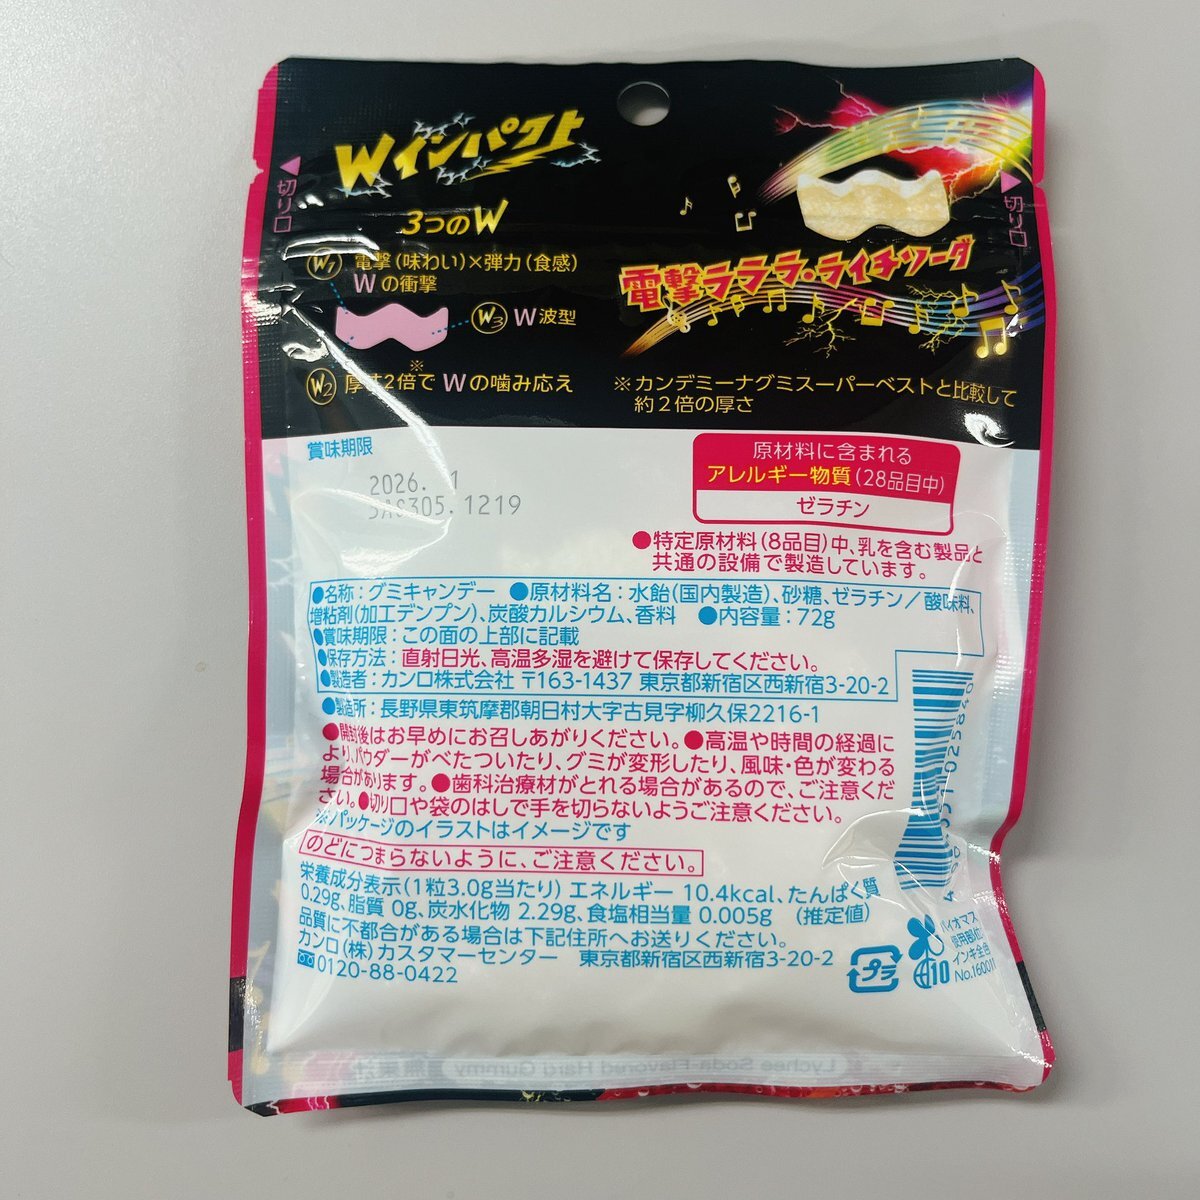 Wインパクト
3つのW
切り口
切り口
W1 電撃(味わい)×弾力(食感)
Wの衝撃
W3 W波型
W2 厚さ2倍でWの噛み応え
※
電撃ラララ・ライチソーダ
※カンデミーナグミスーパーベストと比較して
約2倍の厚さ
賞味期限
2026. 1
305.1219
原材料に含まれる
アレルギー物質(28品目中)
ゼラチン
●特定原材料(8品目)中、乳を含む製品と
共通の設備で製造しています。
●名称:グミキャンデー ●原材料名:水飴(国内製造)、砂糖、ゼラチン/酸味料、
増粘剤(加工デンプン)、炭酸カルシウム、香料 ●内容量:72g
●賞味期限:この面の上部に記載
●保存方法:直射日光、高温多湿を避けて保存してください。
●製造者:カンロ株式会社 〒163-1437 東京都新宿区西新宿3-20-2
●製造所:長野県東筑摩郡朝日村大字古見字柳久保2216-1
●開封後はお早めにお召しあがりください。●高温や時間の経過に
より、パウダーがべたついたり、グミが変形したり、風味・色が変わる
場合があります。●歯科治療材がとれる場合があるので、ご注意くだ
さい。●切り口や袋のはしで手を切らないようご注意ください。
※パッケージのイラストはイメージです
のどにつまらないように、ご注意ください。
栄養成分表示(1粒3.0g当たり) エネルギー 10.4kcal、たんぱく質
0.29g、脂質 0g、炭水化物 2.29g、食塩相当量 0.005g (推定値)
品質に不都合がある場合は下記住所へお送りください。
カンロ(株)カスタマーセンター 東京都新宿区西新宿3-20-2
0120-88-0422
プラ
10
バイオマス
使用部位
インキ全色
No.16001
Lychee Soda-Flavored Hard Gummy
無果汁